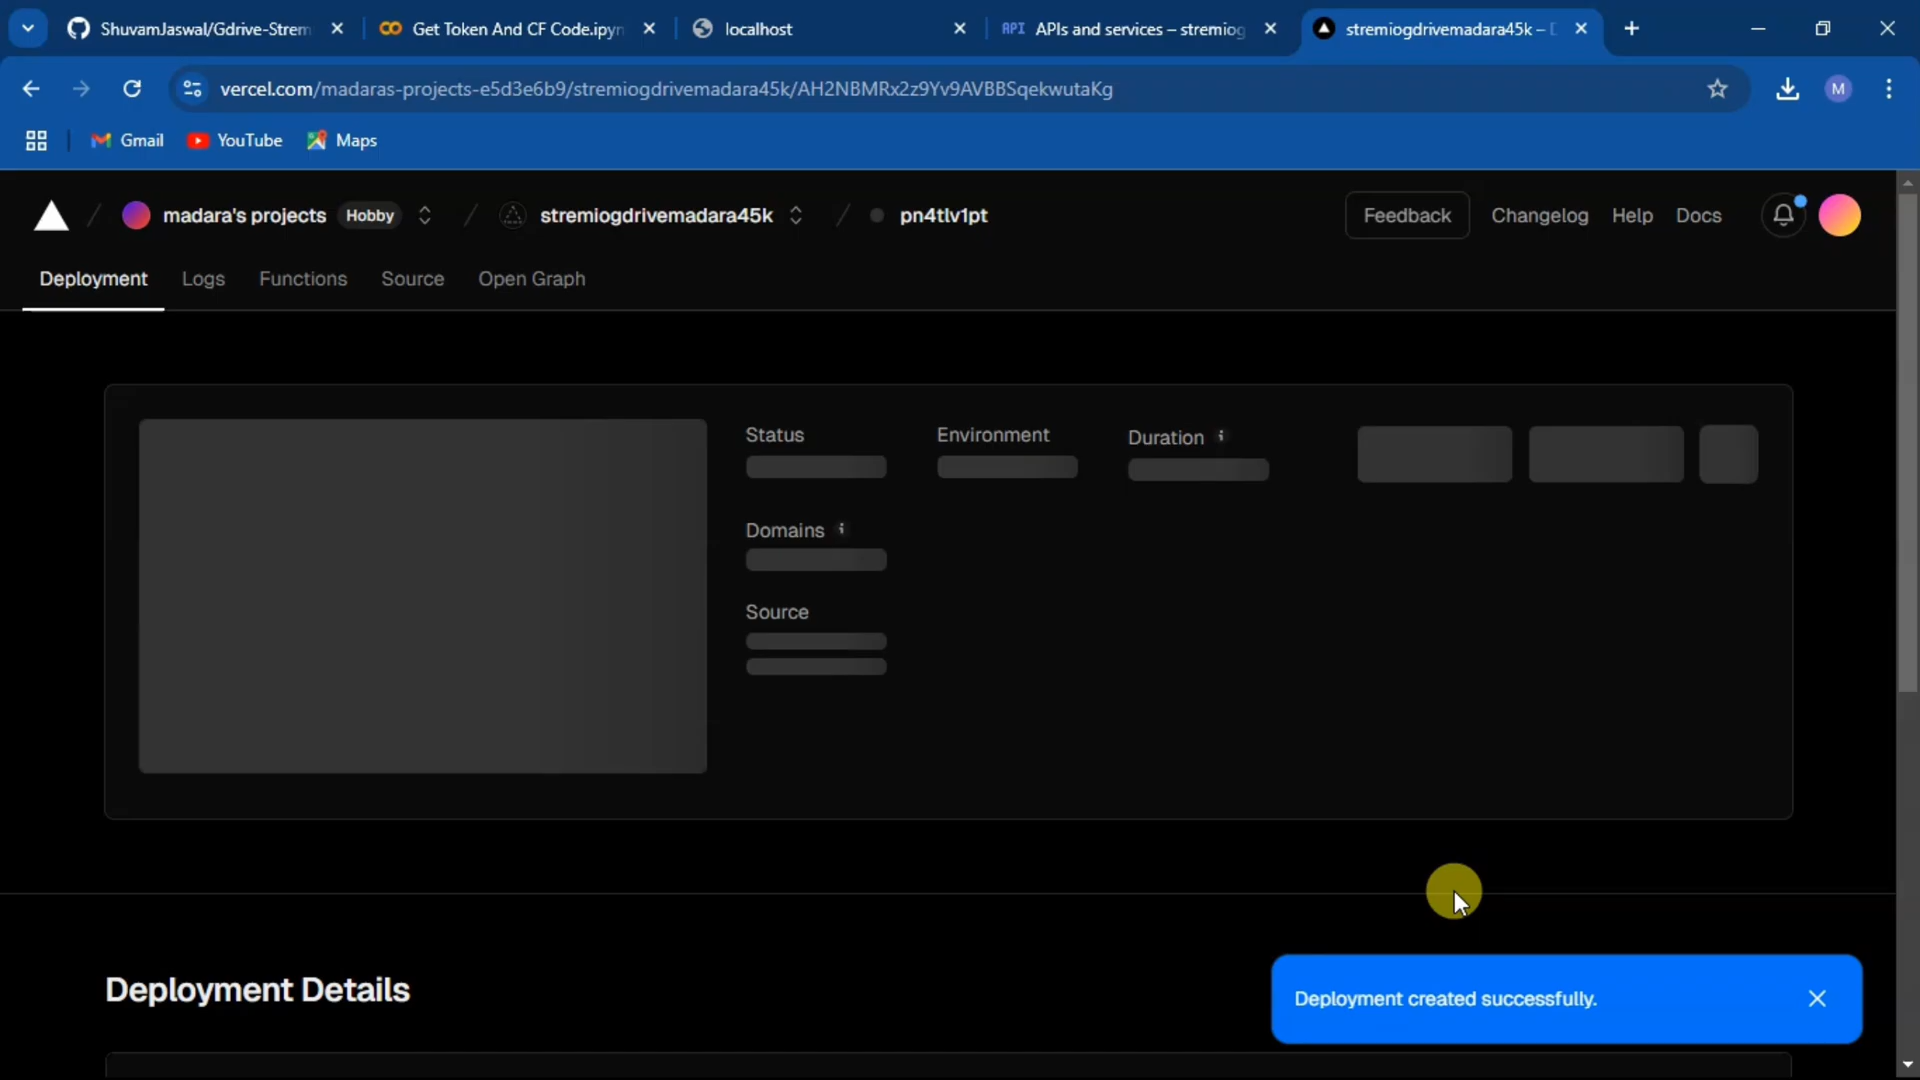 ShuvamJaswal/Gdrive-Strem
Get Token And CF Code.ipyn
localhost
API APIs and services – stremiog
stremiogdrivemadara45k – D
vercel.com/madaras-projects-e5d3e6b9/stremiogdrivemadara45k/AH2NBMRx2z9Yv9AVBBSqekwutaKg
M
Gmail
YouTube
Maps
madara's projects Hobby
stremiogdrivemadara45k
pn4tlv1pt
Feedback
Changelog
Help
Docs
Deployment
Logs
Functions
Source
Open Graph
Status
Environment
Duration
Domains
Source
Deployment Details
Deployment created successfully.